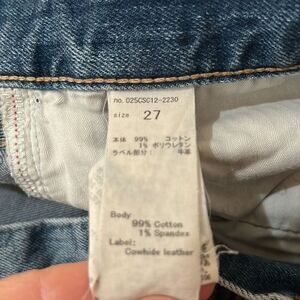 no. 025CSC12-2230
size 27
本体 99% コットン
1% ポリウレタン
ラベル部分: 牛革
Body
99% Cotton
1% Spandex
Label:
Cowhide leather